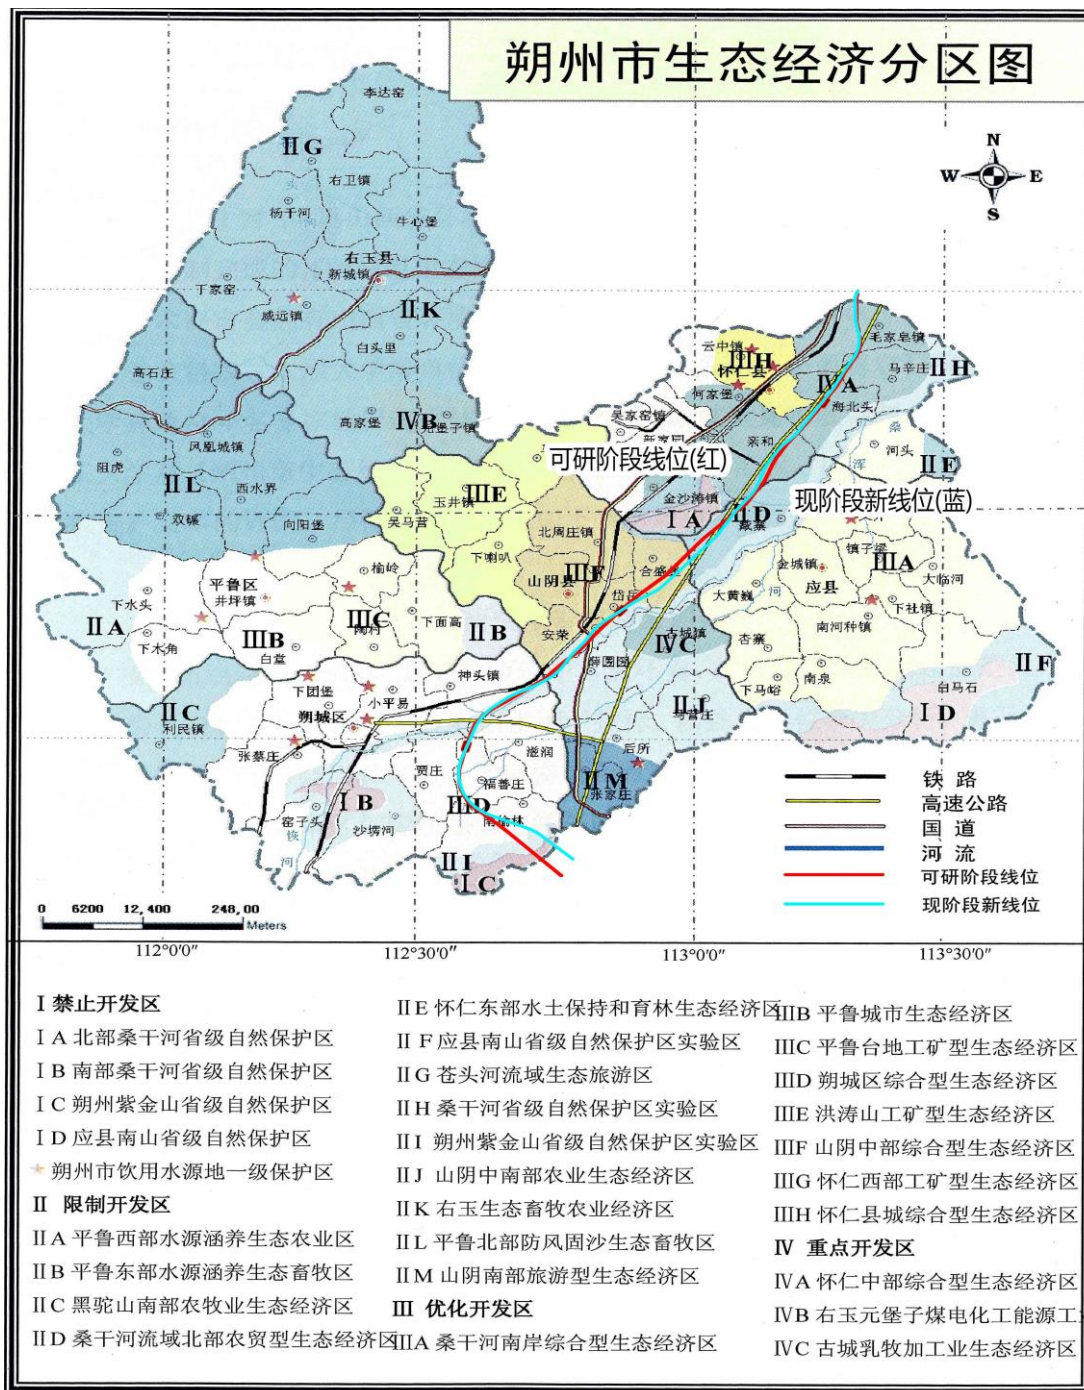 朔州市生态经济分区图
N
W E
S
李达窑
ⅡG
右卫镇
杨千河
牛心堡
右玉县
新城镇
丁家窑
威远镇
ⅡK
白头里
高石庄
高家堡
ⅣB
元堡子镇
凤凰城镇
阻虎
ⅡL
西水界
双碾
向阳堡
云中镇
ⅢH
怀仁县
毛家皂镇
ⅡH
马辛庄
ⅣA
何家堡
海北头
吴家窑镇
新家园
亲和
桑
浑
河头
ⅡE
可研阶段线位(红)
现阶段新线位(蓝)
金沙滩镇
ⅠA
ⅡD
ⅢE
玉井镇
吴马营
下喇叭
北周庄镇
山阴县
ⅢF
合盛堡
岱岳
安荣
镇子梁
金城镇
ⅢA
应县
大临河
大黄巍
河
下社镇
南河种镇
杏寨
南泉
下马峪
ⅡF
白马石
ⅠD
榆岭
平鲁区
井坪镇
下水头
ⅡA
下木角
ⅢB
白堂
ⅢC
陶村
下面高
ⅡB
古城镇
ⅣC
薛圐圙
ⅡJ
马营庄
后所
ⅡM
张家庄
神头镇
下团堡
小平易
朔城区
ⅡC
利民镇
张蔡庄
滋润
贾庄
福善庄
ⅠB
ⅢD
窑子头
沙塄河
南榆林
恢
河
ⅡI
ⅠC
铁 路
高速公路
国 道
河 流
可研阶段线位
现阶段新线位
0 6200 12,400 248,00
Meters
112°0′0″ 112°30′0″ 113°0′0″ 113°30′0″
Ⅰ 禁止开发区
ⅠA 北部桑干河省级自然保护区
ⅠB 南部桑干河省级自然保护区
ⅠC 朔州紫金山省级自然保护区
ⅠD 应县南山省级自然保护区
朔州市饮用水源地一级保护区
Ⅱ 限制开发区
ⅡA 平鲁西部水源涵养生态农业区
ⅡB 平鲁东部水源涵养生态畜牧区
ⅡC 黑驼山南部农牧业生态经济区
ⅡD 桑干河流域北部农贸型生态经济区
ⅡE 怀仁东部水土保持和育林生态经济区
ⅡF 应县南山省级自然保护区实验区
ⅡG 苍头河流域生态旅游区
ⅡH 桑干河省级自然保护区实验区
ⅡI 朔州紫金山省级自然保护区实验区
ⅡJ 山阴中南部农业生态经济区
ⅡK 右玉生态畜牧农业经济区
ⅡL 平鲁北部防风固沙生态畜牧区
ⅡM 山阴南部旅游型生态经济区
Ⅲ 优化开发区
ⅢA 桑干河南岸综合型生态经济区
ⅢB 平鲁城市生态经济区
ⅢC 平鲁台地工矿型生态经济区
ⅢD 朔城区综合型生态经济区
ⅢE 洪涛山工矿型生态经济区
ⅢF 山阴中部综合型生态经济区
ⅢG 怀仁西部工矿型生态经济区
ⅢH 怀仁县城综合型生态经济区
Ⅳ 重点开发区
ⅣA 怀仁中部综合型生态经济区
ⅣB 右玉元堡子煤电化工能源工
ⅣC 古城乳牧加工业生态经济区